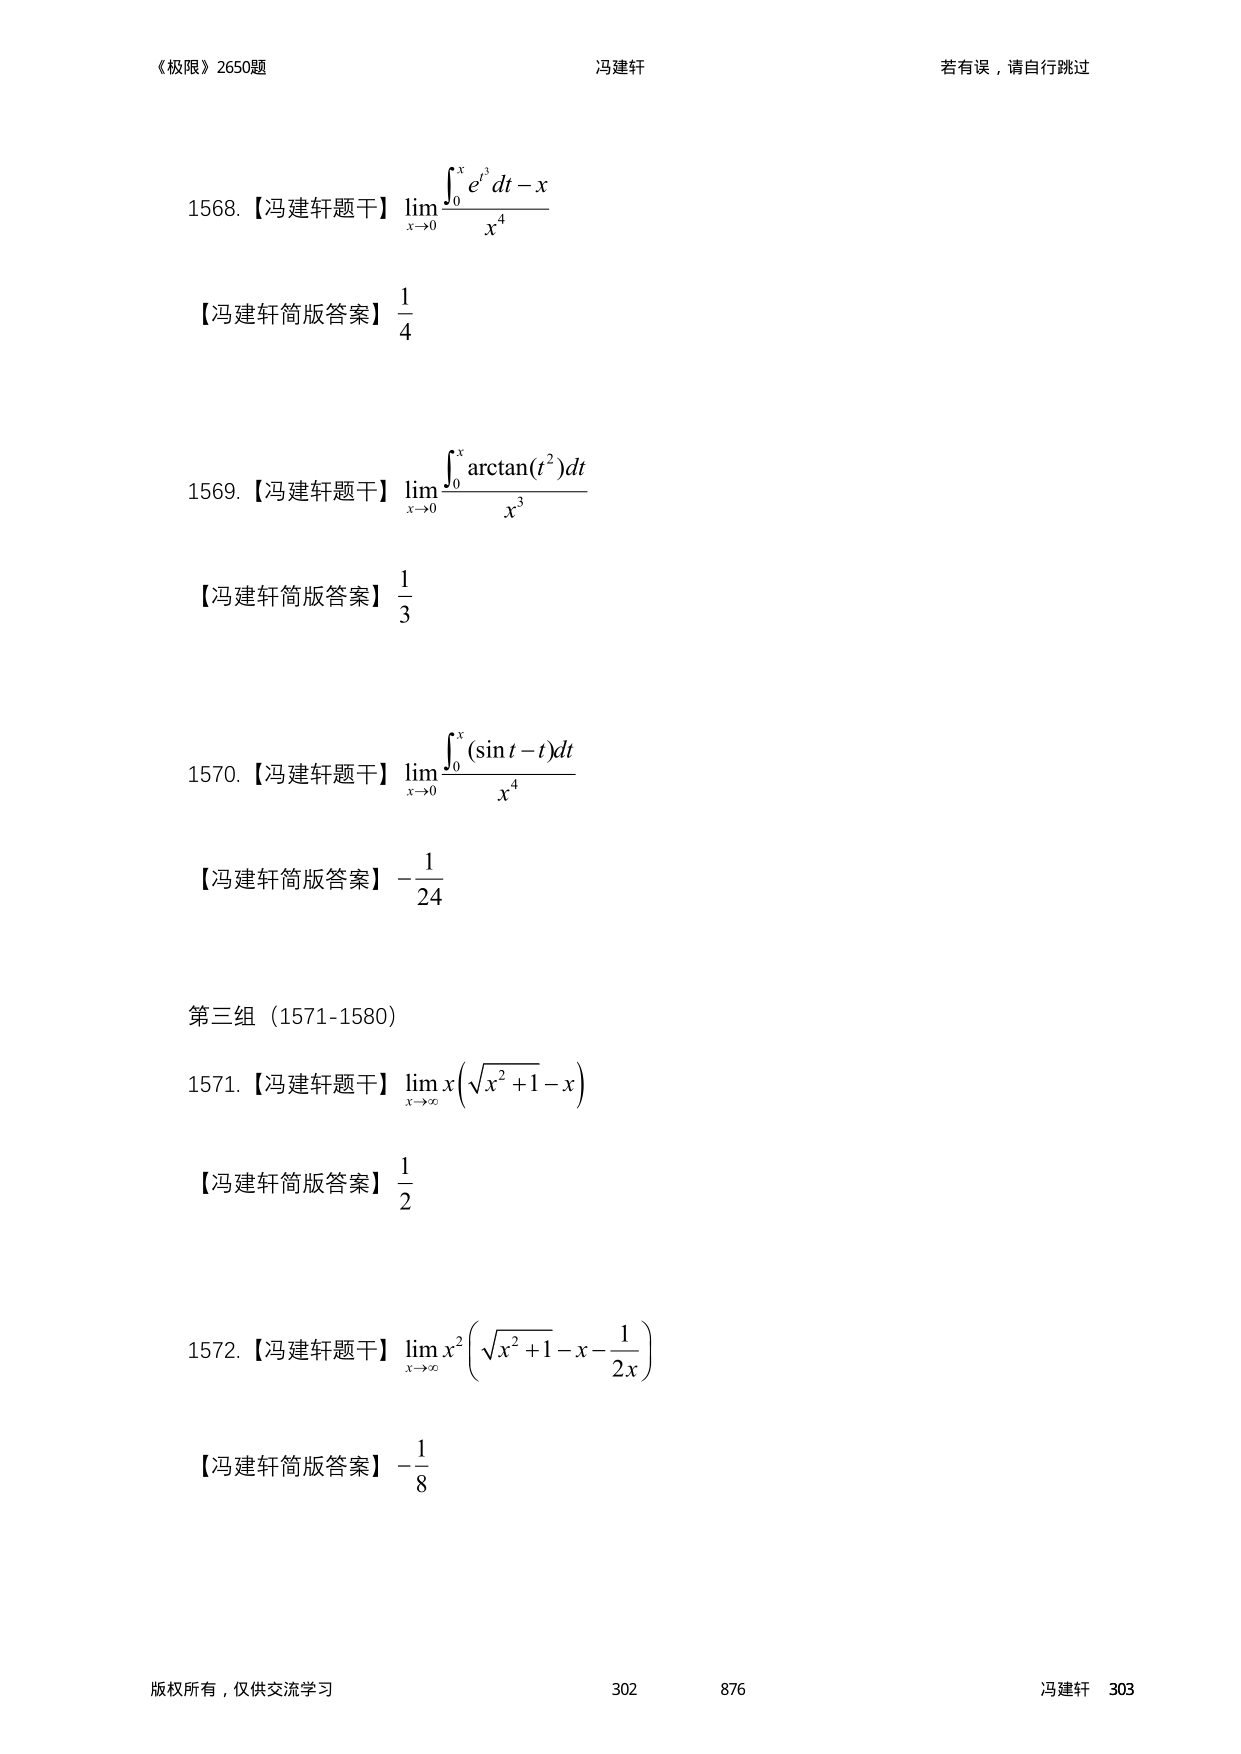 《极限》2650题 冯建轩 若有误，请自行跳过
1568.【冯建轩题干】$\lim_{x \to 0} \frac{\int_0^x e^{t^3} dt - x}{x^4}$
【冯建轩简版答案】$\frac{1}{4}$
1569.【冯建轩题干】$\lim_{x \to 0} \frac{\int_0^x \arctan(t^2) dt}{x^3}$
【冯建轩简版答案】$\frac{1}{3}$
1570.【冯建轩题干】$\lim_{x \to 0} \frac{\int_0^x (\sin t - t) dt}{x^4}$
【冯建轩简版答案】$-\frac{1}{24}$
第三组（1571-1580）
1571.【冯建轩题干】$\lim_{x \to \infty} x \left( \sqrt{x^2 + 1} - x \right)$
【冯建轩简版答案】$\frac{1}{2}$
1572.【冯建轩题干】$\lim_{x \to \infty} x^2 \left( \sqrt{x^2 + 1} - x - \frac{1}{2x} \right)$
【冯建轩简版答案】$-\frac{1}{8}$
版权所有，仅供交流学习 302 876 冯建轩 303